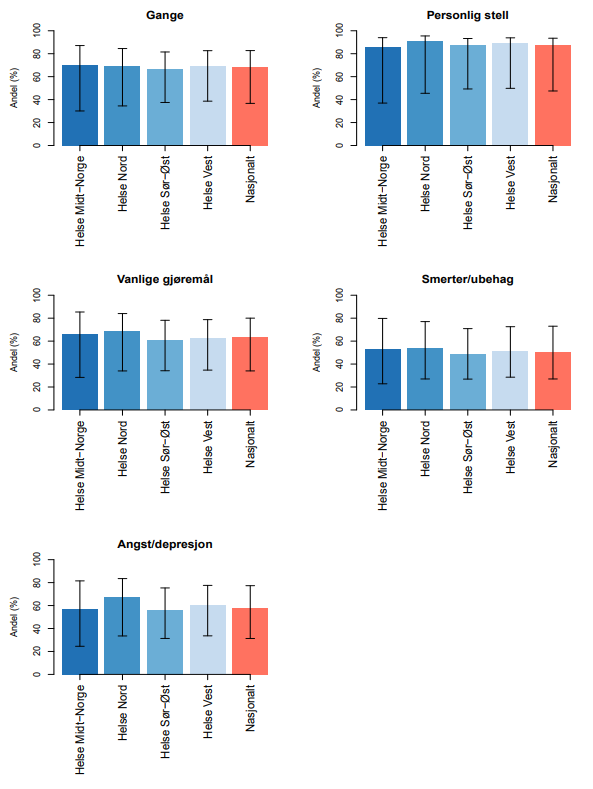 Gange
Andel (%)
0 20 40 60 80 100
Helse Midt−Norge
Helse Nord
Helse Sør−Øst
Helse Vest
Nasjonalt
Personlig stell
Andel (%)
0 20 40 60 80 100
Helse Midt−Norge
Helse Nord
Helse Sør−Øst
Helse Vest
Nasjonalt
Vanlige gjøremål
Andel (%)
0 20 40 60 80 100
Helse Midt−Norge
Helse Nord
Helse Sør−Øst
Helse Vest
Nasjonalt
Smerter/ubehag
Andel (%)
0 20 40 60 80 100
Helse Midt−Norge
Helse Nord
Helse Sør−Øst
Helse Vest
Nasjonalt
Angst/depresjon
Andel (%)
0 20 40 60 80 100
Helse Midt−Norge
Helse Nord
Helse Sør−Øst
Helse Vest
Nasjonalt